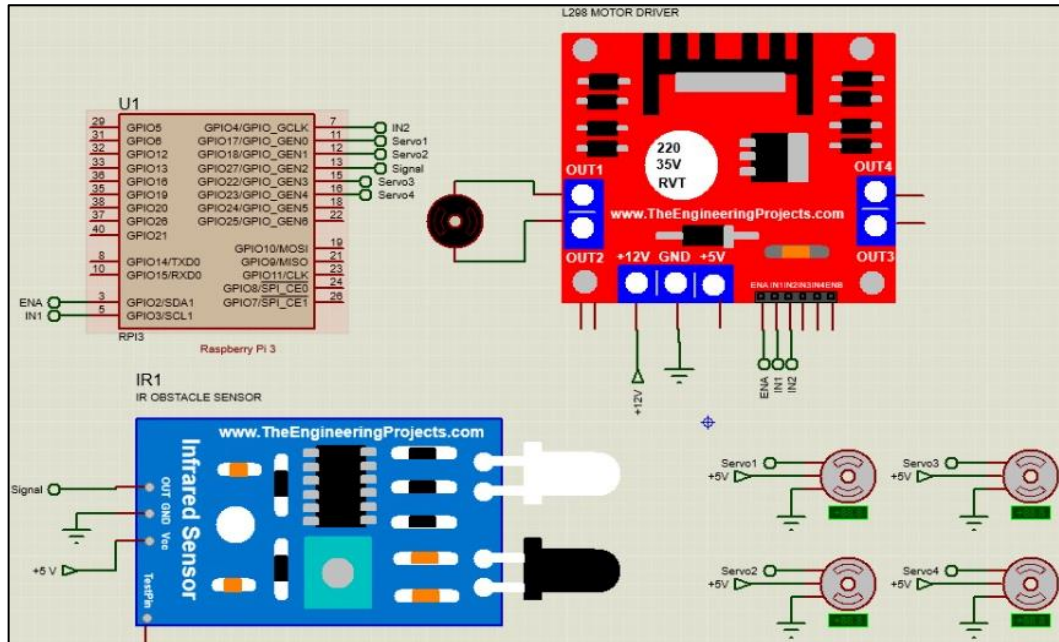 L298 MOTOR DRIVER
U1
29 GPIO5 GPIO4/GPIO_GCLK 7 IN2
31 GPIO6 GPIO17/GPIO_GEN0 11 Servo1
32 GPIO12 GPIO18/GPIO_GEN1 12 Servo2
33 GPIO13 GPIO27/GPIO_GEN2 13 Signal
36 GPIO16 GPIO22/GPIO_GEN3 15 Servo3
35 GPIO19 GPIO23/GPIO_GEN4 16 Servo4
38 GPIO20 GPIO24/GPIO_GEN5 18
37 GPIO26 GPIO25/GPIO_GEN6 22
40 GPIO21
GPIO10/MOSI 19
8 GPIO14/TXD0 GPIO9/MISO 21
10 GPIO15/RXD0 GPIO11/CLK 23
GPIO8/SPI_CE0 24
ENA 3 GPIO2/SDA1 GPIO7/SPI_CE1 26
IN1 5 GPIO3/SCL1
RPI3
Raspberry Pi 3
220
35V
RVT
OUT1
OUT4
www.TheEngineeringProjects.com
OUT2
OUT3
+12V GND +5V
ENA IN1 IN2 IN3 IN4 ENB
+12V
ENA
IN1
IN2
IR1
IR OBSTACLE SENSOR
www.TheEngineeringProjects.com
Infrared Sensor
Signal
OUT
GND
Vcc
+5 V
TestPin
Servo1
+5V
Servo3
+5V
Servo2
+5V
Servo4
+5V